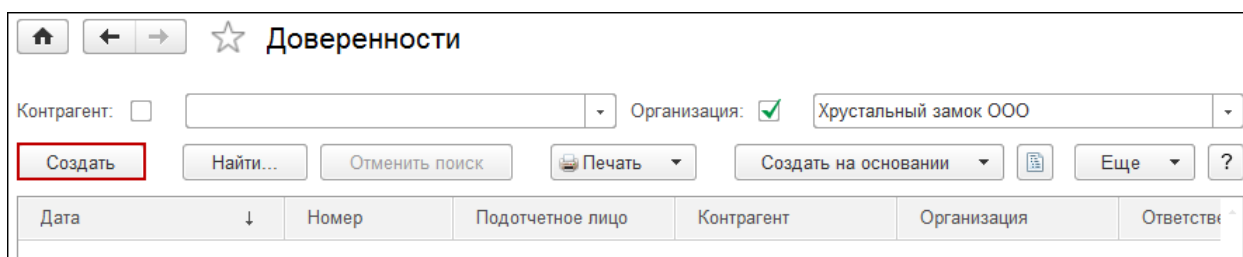 Доверенности
Контрагент: Организация: Хрустальный замок ООО
Создать Найти... Отменить поиск Печать Создать на основании Еще ?
Дата ↓ Номер Подотчетное лицо Контрагент Организация Ответстве